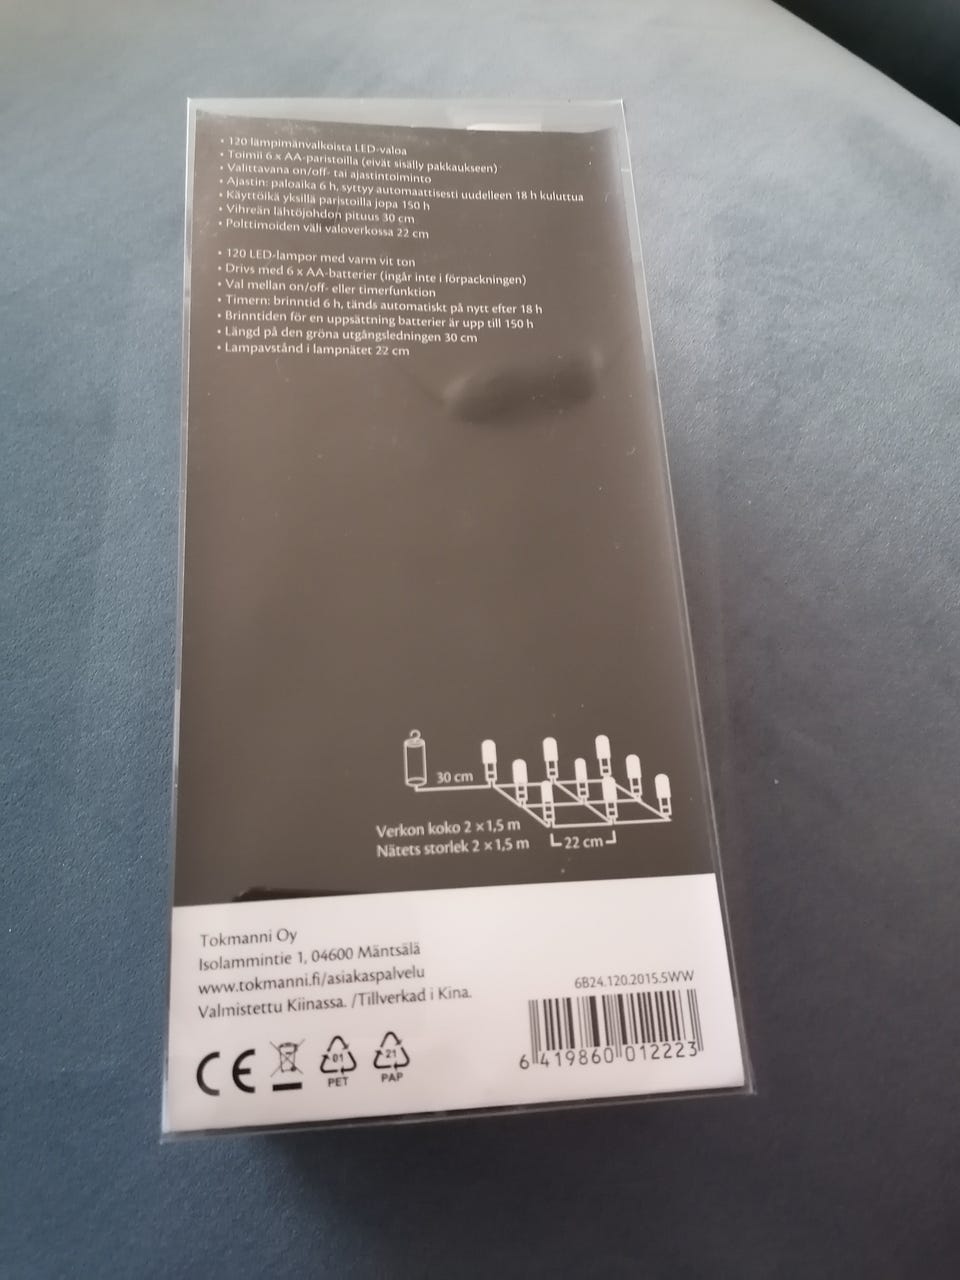 • 120 lämpimänvalkoista LED-valoa
• Toimii 6 x AA-paristoilla (eivät sisälly pakkaukseen)
• Valittavana on/off- tai ajastintoiminto
• Ajastin: paloaika 6 h, syttyy automaattisesti uudelleen 18 h kuluttua
• Käyttöikä yksillä paristoilla jopa 150 h
• Vihreän lähtöjohdon pituus 30 cm
• Polttimoiden väli valoverkossa 22 cm
• 120 LED-lampor med varm vit ton
• Drivs med 6 x AA-batterier (ingår inte i förpackningen)
• Val mellan on/off- eller timerfunktion
• Timern: brinntid 6 h, tänds automatiskt på nytt efter 18 h
• Brinntiden för en uppsättning batterier är upp till 150 h
• Längd på den gröna utgångsledningen 30 cm
• Lampavstånd i lampnätet 22 cm
30 cm
Verkon koko 2 x 1,5 m
Nätets storlek 2 x 1,5 m
22 cm
Tokmanni Oy
Isolammintie 1, 04600 Mäntsälä
www.tokmanni.fi/asiakaspalvelu
Valmistettu Kiinassa. /Tillverkad i Kina.
6B24.120.2015.5WW
6 419860 012223
CE
01
PET
21
PAP